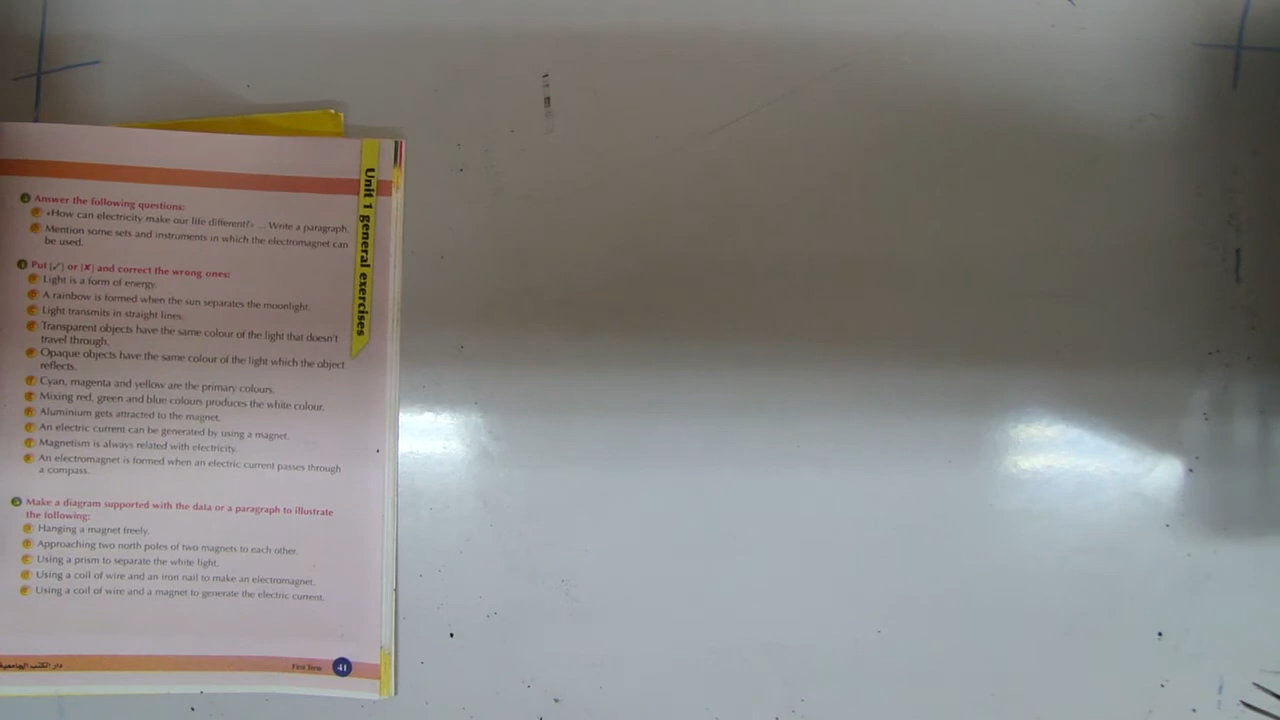 Unit 1 general exercises
Answer the following questions:
«How can electricity make our life different?» ... Write a paragraph.
Mention some sets and instruments in which the electromagnet can
be used.
Put (✓) or (✗) and correct the wrong ones:
Light is a form of energy.
A rainbow is formed when the sun separates the moonlight.
Light transmits in straight lines.
Transparent objects have the same colour of the light that doesn't
travel through.
Opaque objects have the same colour of the light which the object
reflects.
Cyan, magenta and yellow are the primary colours.
Mixing red, green and blue colours produces the white colour.
Aluminium gets attracted to the magnet.
An electric current can be generated by using a magnet.
Magnetism is always related with electricity.
An electromagnet is formed when an electric current passes through
a compass.
Make a diagram supported with the data or a paragraph to illustrate
the following:
Hanging a magnet freely.
Approaching two north poles of two magnets to each other.
Using a prism to separate the white light.
Using a coil of wire and an iron nail to make an electromagnet.
Using a coil of wire and a magnet to generate the electric current.
دار الكتب الجامعية
First Term 41